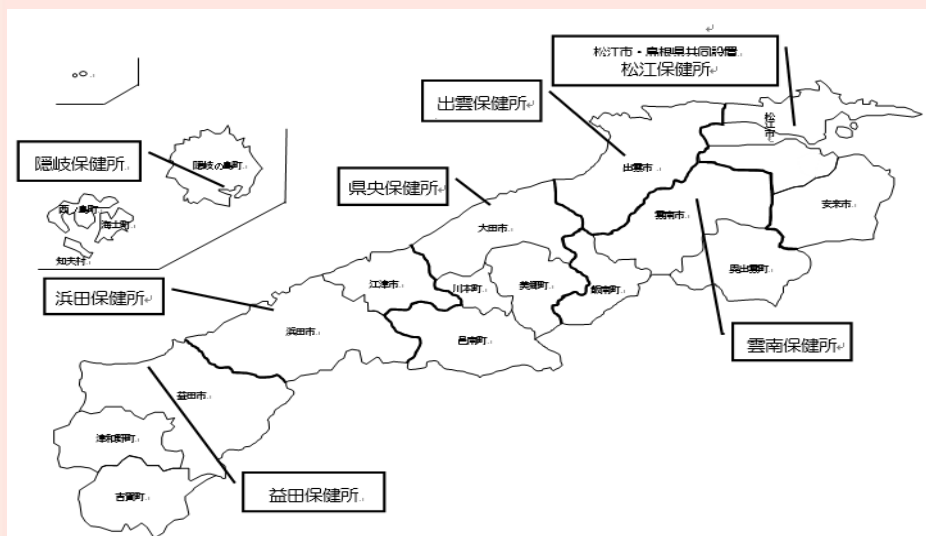 松江市・島根県共同設置
松江保健所
出雲保健所
松江市
隠岐の島町
隠岐保健所
出雲市
県央保健所
西ノ島町
海士町
知夫村
雲南市
安来市
大田市
奥出雲町
江津市
川本町
美郷町
飯南町
浜田保健所
浜田市
邑南町
雲南保健所
益田市
津和野町
吉賀町
益田保健所